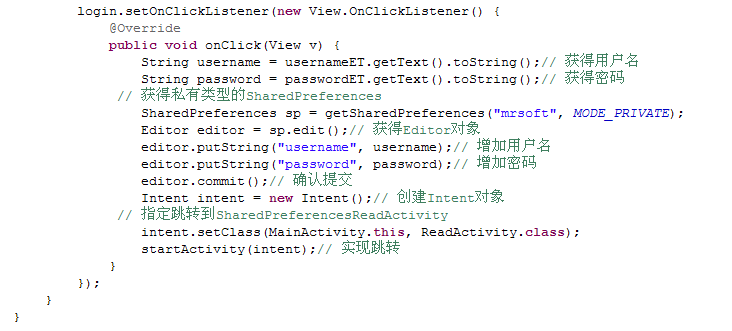 login.setOnClickListener(new View.OnClickListener() {
@Override
public void onClick(View v) {
String username = usernameET.getText().toString();// 获得用户名
String password = passwordET.getText().toString();// 获得密码
// 获得私有类型的SharedPreferences
SharedPreferences sp = getSharedPreferences("mrsoft", MODE_PRIVATE);
Editor editor = sp.edit();// 获得Editor对象
editor.putString("username", username);// 增加用户名
editor.putString("password", password);// 增加密码
editor.commit();// 确认提交
Intent intent = new Intent();// 创建Intent对象
// 指定跳转到SharedPreferencesReadActivity
intent.setClass(MainActivity.this, ReadActivity.class);
startActivity(intent);// 实现跳转
}
});
}
}